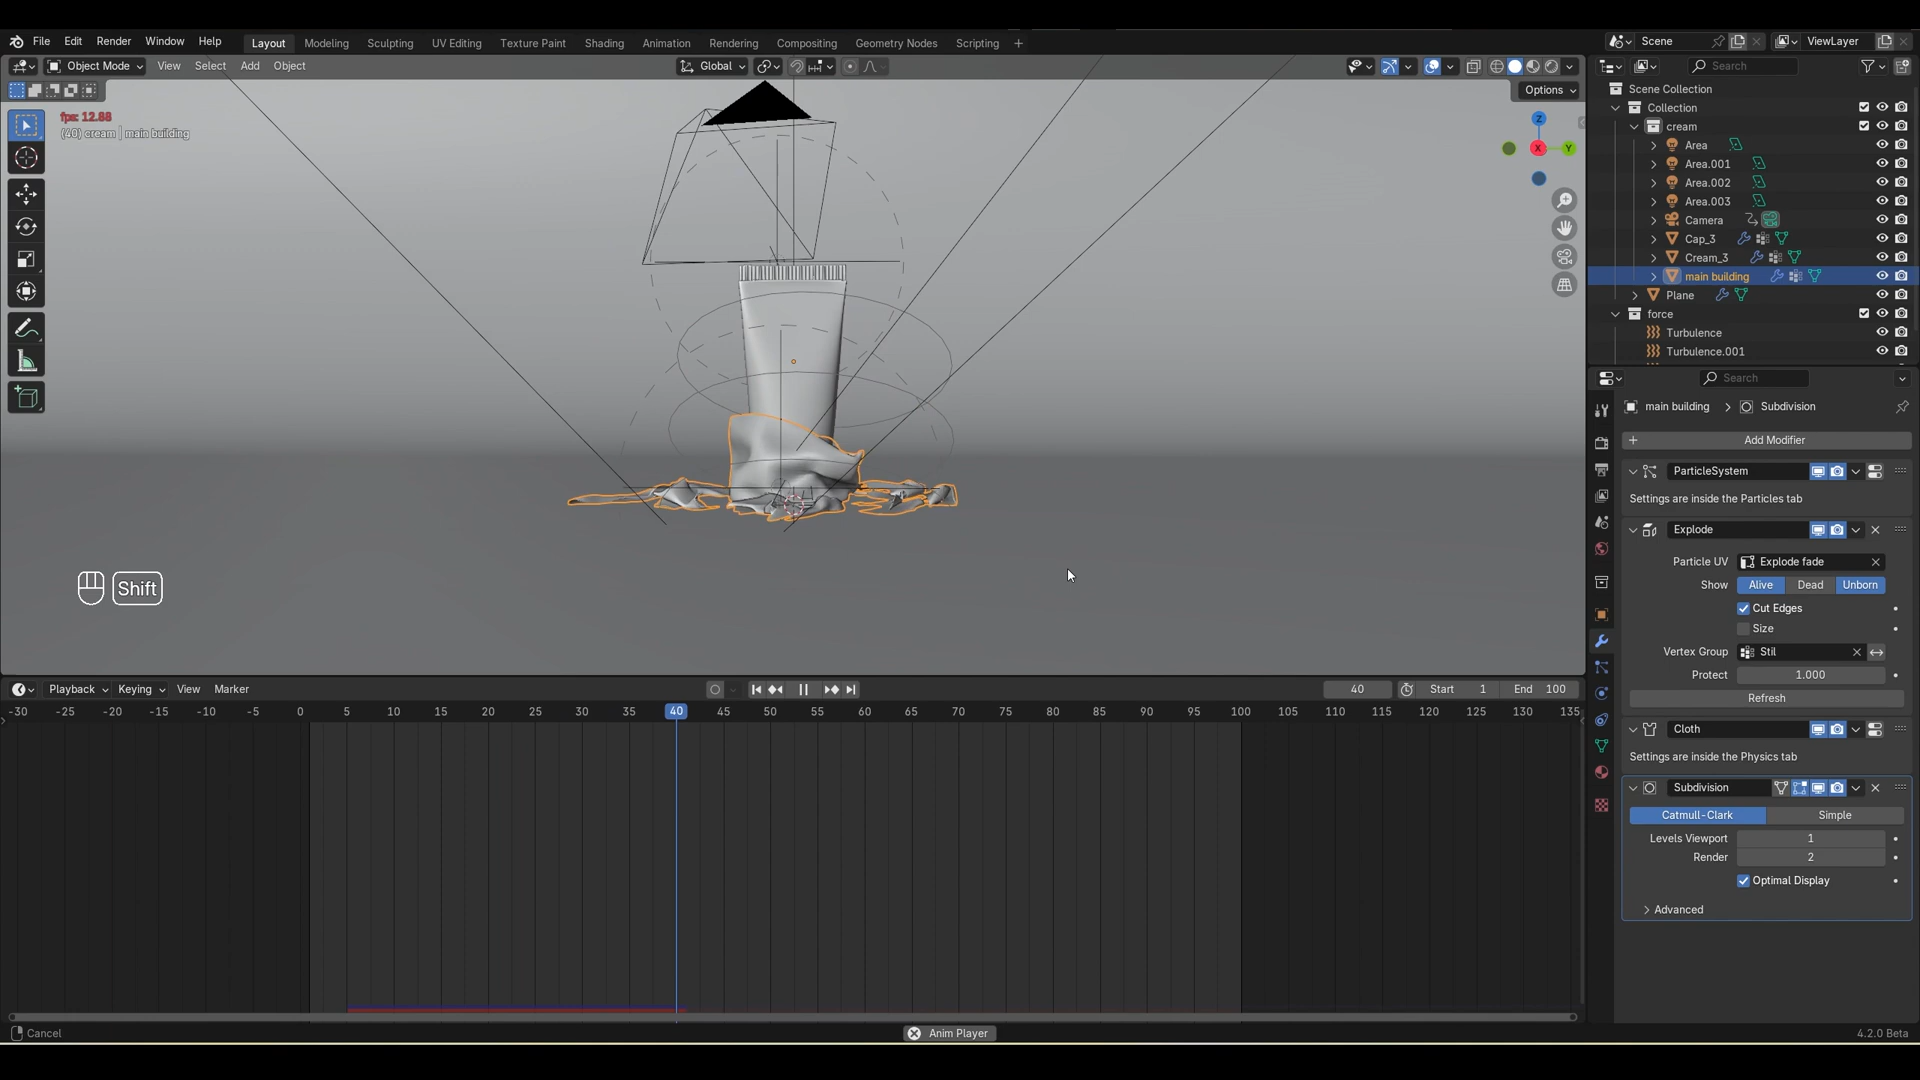 File Edit Render Window Help
Layout Modeling Sculpting UV Editing Texture Paint Shading Animation Rendering Compositing Geometry Nodes Scripting +
Scene
ViewLayer
Object Mode View Select Add Object
Global
Options
Search
fps: 12.88
(40) cream | main building
Z
X
Y
Shift
Scene Collection
Collection
cream
Area
Area.001
Area.002
Area.003
Camera
Cap_3
Cream_3
main building
Plane
force
Turbulence
Turbulence.001
Search
main building > Subdivision
+ Add Modifier
ParticleSystem
Settings are inside the Particles tab
Explode
Particle UV Explode fade
Show Alive Dead Unborn
Cut Edges
Size
Vertex Group Stil
Protect 1.000
Refresh
Cloth
Settings are inside the Physics tab
Subdivision
Catmull-Clark Simple
Levels Viewport 1
Render 2
Optimal Display
Advanced
Playback Keying View Marker
40 Start 1 End 100
-30 -25 -20 -15 -10 -5 0 5 10 15 20 25 30 35 40 45 50 55 60 65 70 75 80 85 90 95 100 105 110 115 120 125 130 135
Cancel
Anim Player
4.2.0 Beta